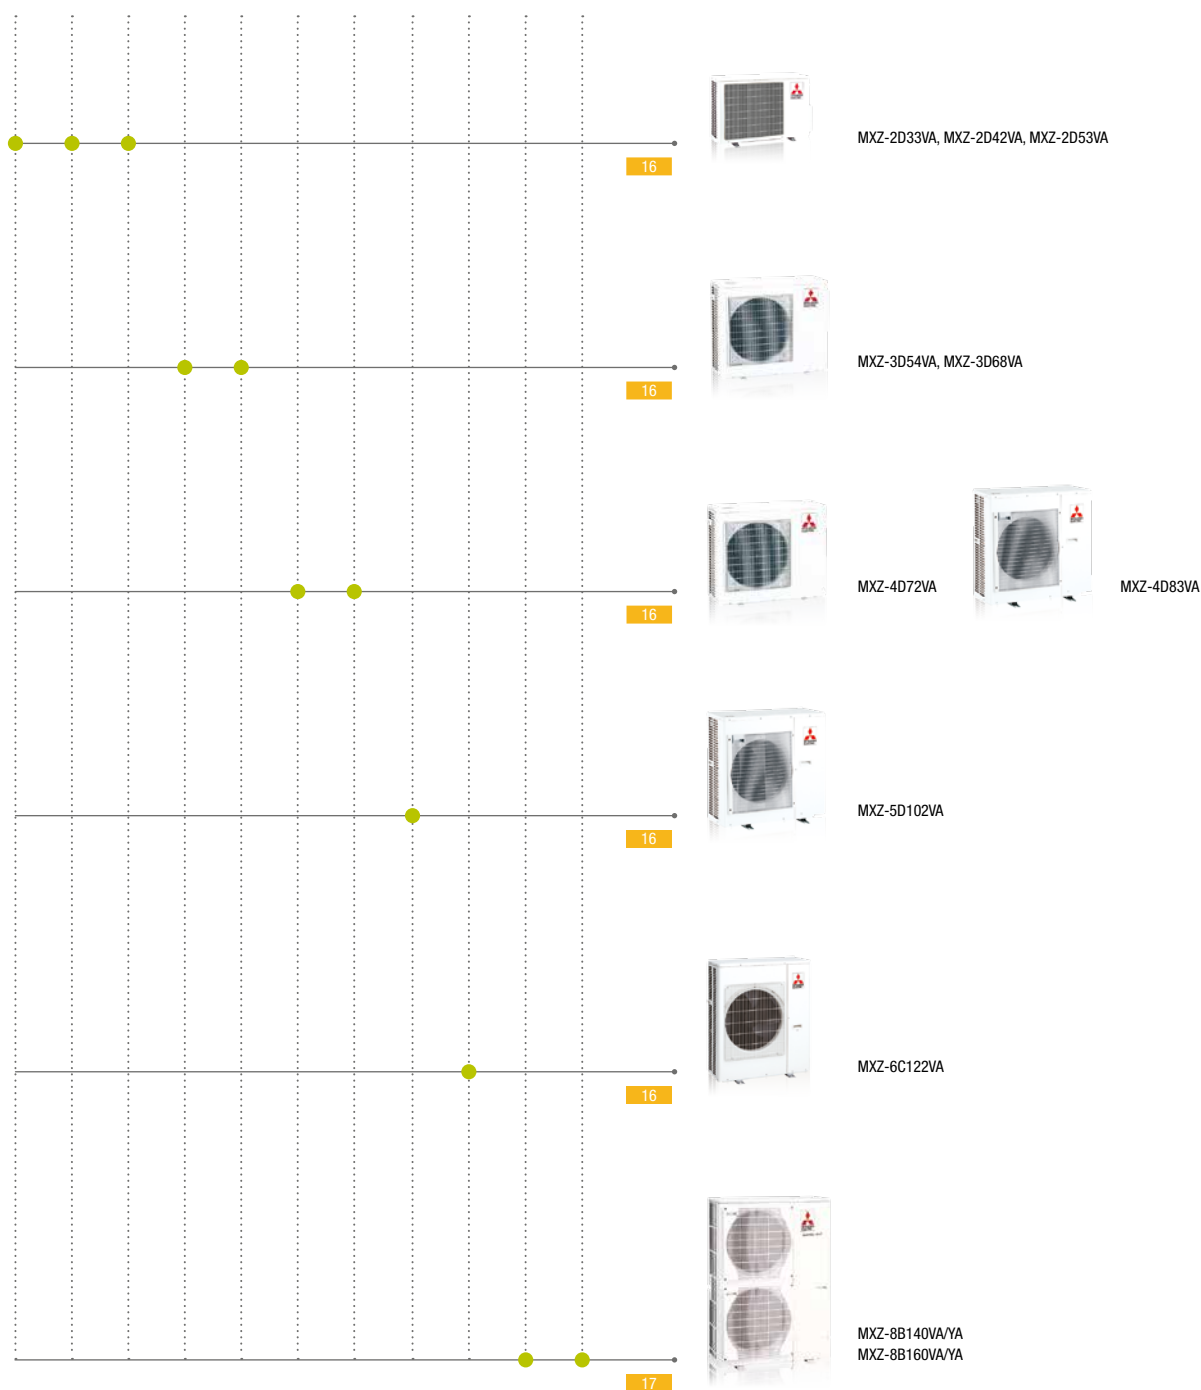 MXZ-2D33VA, MXZ-2D42VA, MXZ-2D53VA
16
MXZ-3D54VA, MXZ-3D68VA
16
MXZ-4D72VA
MXZ-4D83VA
16
MXZ-5D102VA
16
MXZ-6C122VA
16
MXZ-8B140VA/YA
MXZ-8B160VA/YA
17